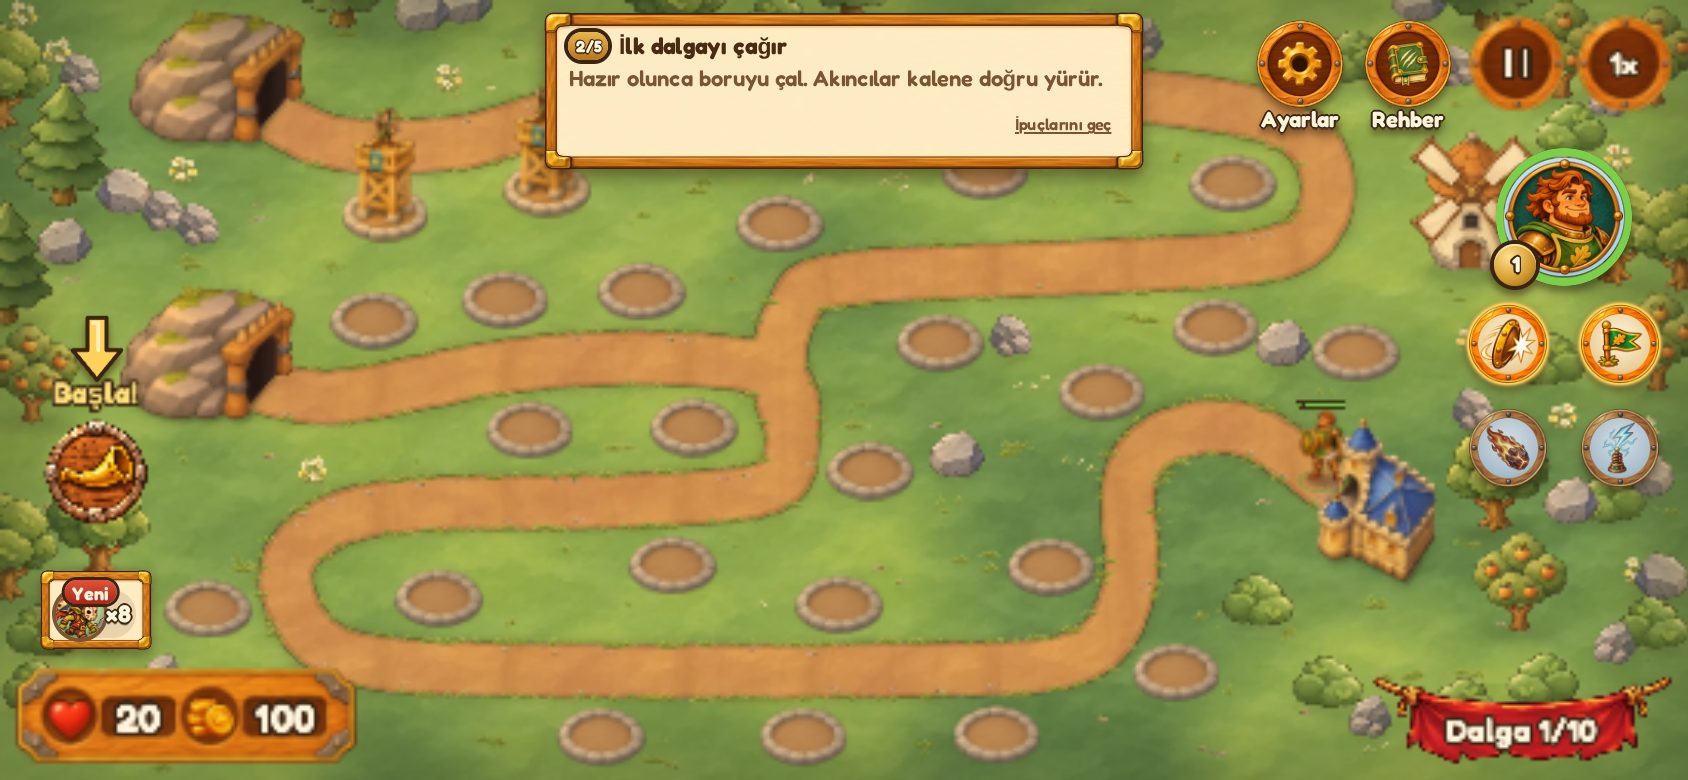 2/5 İlk dalgayı çağır
Hazır olunca boruyu çal. Akıncılar kalene doğru yürür.
İpuçlarını geç
1x
Ayarlar
Rehber
1
Başla!
Yeni
x8
20
100
Dalga 1/10